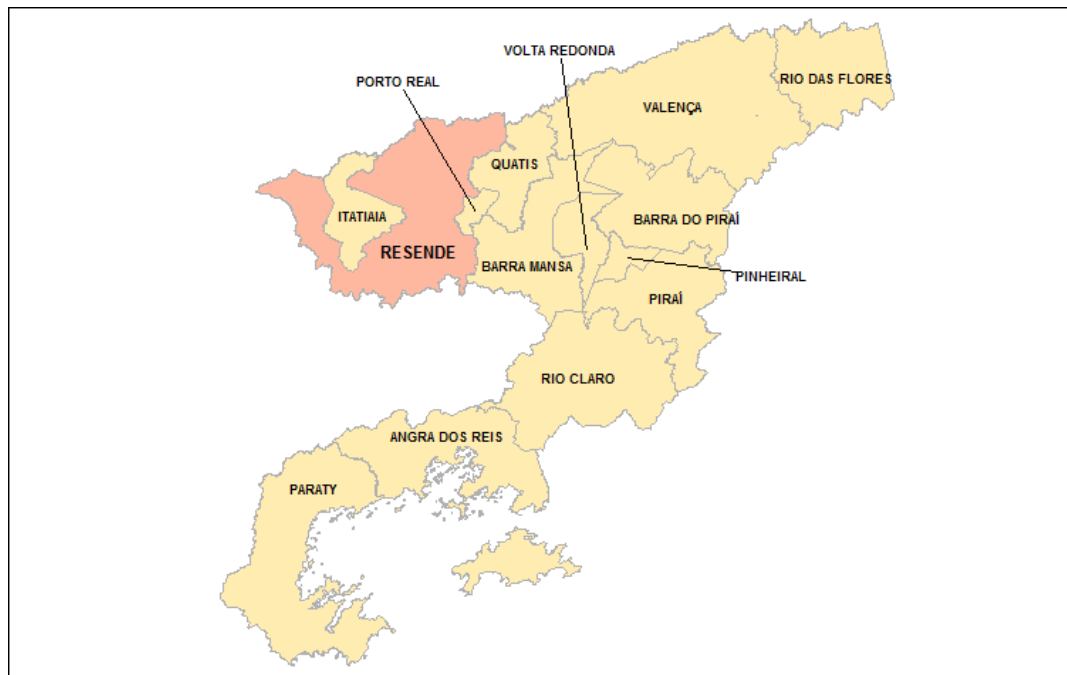 VOLTA REDONDA
RIO DAS FLORES
PORTO REAL
VALENÇA
QUATIS
ITATIAIA
BARRA DO PIRAÍ
RESENDE
BARRA MANSA
PINHEIRAL
PIRAÍ
RIO CLARO
ANGRA DOS REIS
PARATY